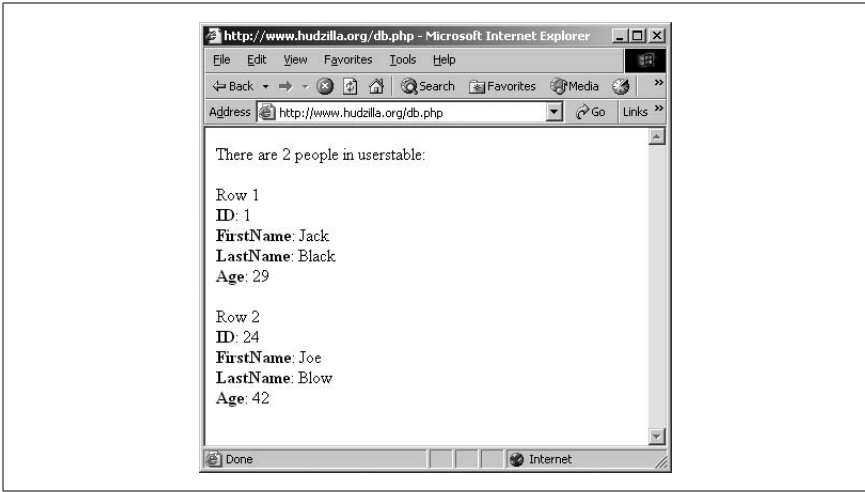 http://www.hudzilla.org/db.php - Microsoft Internet Explorer
File Edit View Favorites Tools Help
Back Search Favorites Media »
Address http://www.hudzilla.org/db.php Go Links »
There are 2 people in userstable:
Row 1
ID: 1
FirstName: Jack
LastName: Black
Age: 29
Row 2
ID: 24
FirstName: Joe
LastName: Blow
Age: 42
Done Internet